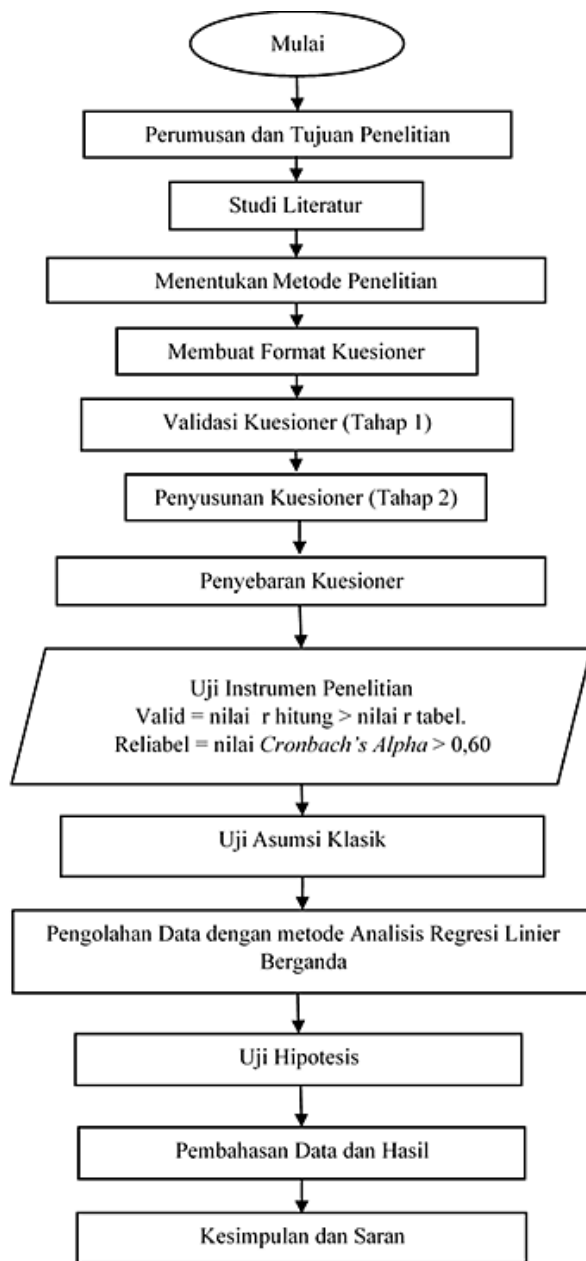 Mulai
Perumusan dan Tujuan Penelitian
Studi Literatur
Menentukan Metode Penelitian
Membuat Format Kuesioner
Validasi Kuesioner (Tahap 1)
Penyusunan Kuesioner (Tahap 2)
Penyebaran Kuesioner
Uji Instrumen Penelitian
Valid = nilai r hitung > nilai r tabel.
Reliabel = nilai Cronbach's Alpha > 0,60
Uji Asumsi Klasik
Pengolahan Data dengan metode Analisis Regresi Linier
Berganda
Uji Hipotesis
Pembahasan Data dan Hasil
Kesimpulan dan Saran